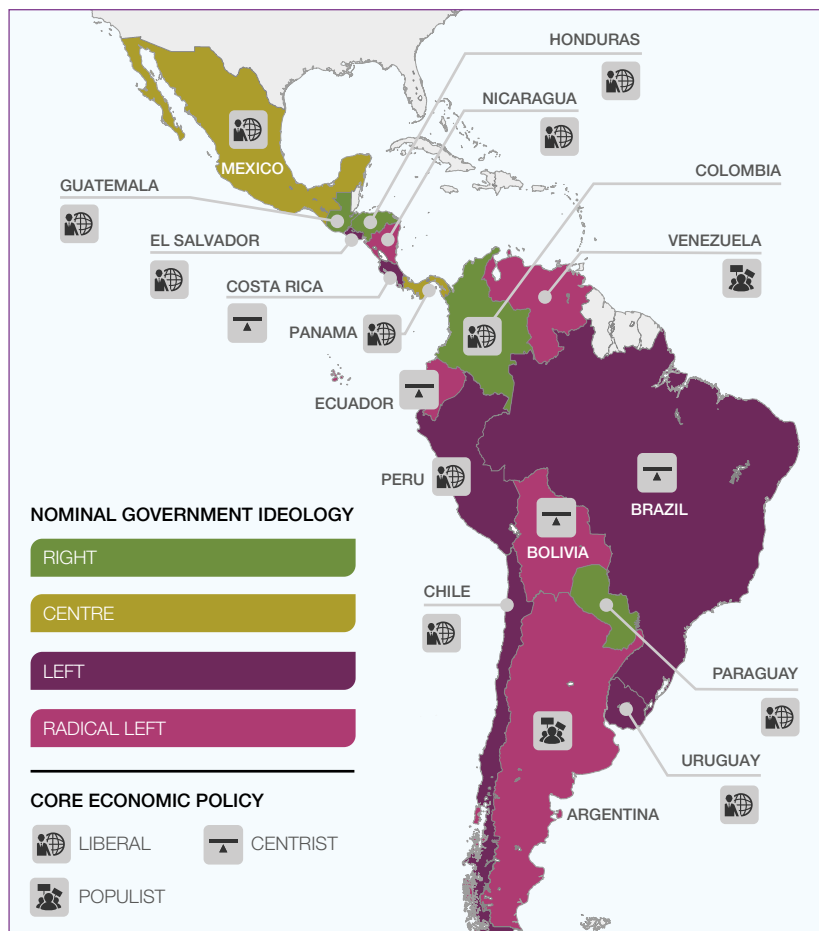 HONDURAS
NICARAGUA
MEXICO
COLOMBIA
GUATEMALA
EL SALVADOR
VENEZUELA
COSTA RICA
PANAMA
ECUADOR
PERU
BRAZIL
BOLIVIA
CHILE
PARAGUAY
URUGUAY
ARGENTINA
NOMINAL GOVERNMENT IDEOLOGY
RIGHT
CENTRE
LEFT
RADICAL LEFT
CORE ECONOMIC POLICY
LIBERAL
CENTRIST
POPULIST